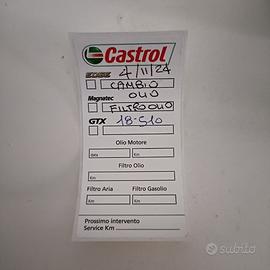 Castrol
EDGE 4/11/24
CAMBIO
Magnatec OLIO
FILTRO OLIO
GTX 18-510
Olio Motore
data Km
Filtro Olio
Km
Filtro Aria Filtro Gasolio
Km Km
Prossimo intervento
Service Km
subito